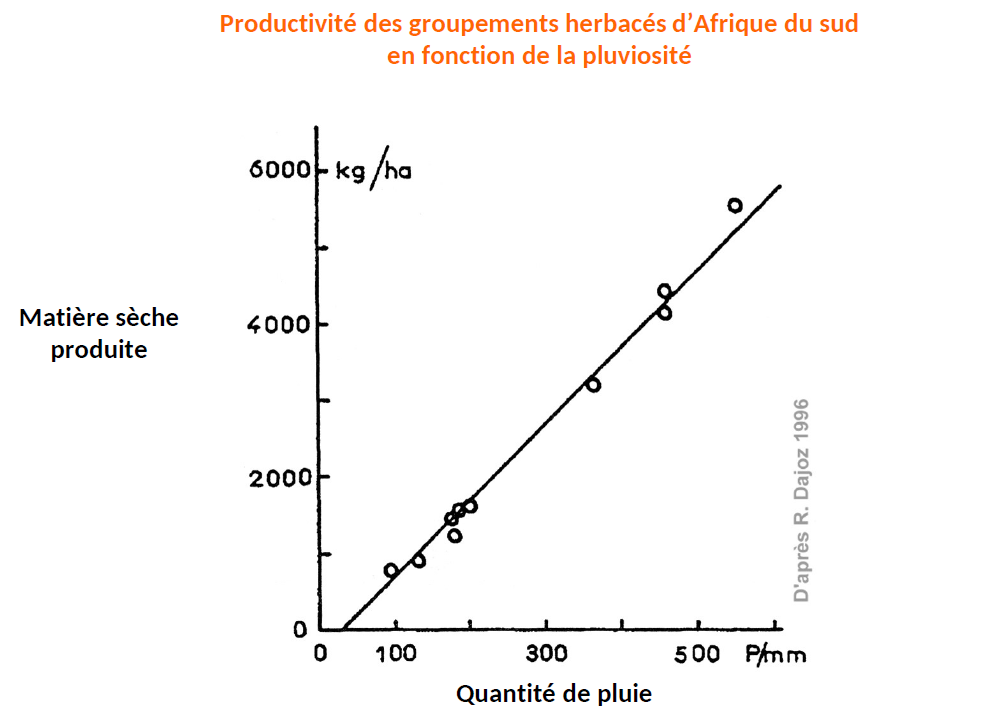 Productivité des groupements herbacés d’Afrique du sud
en fonction de la pluviosité
6000 kg/ha
Matière sèche
produite
4000
2000
0
0 100 300 500 P/mm
Quantité de pluie
D'après R. Dajoz 1996